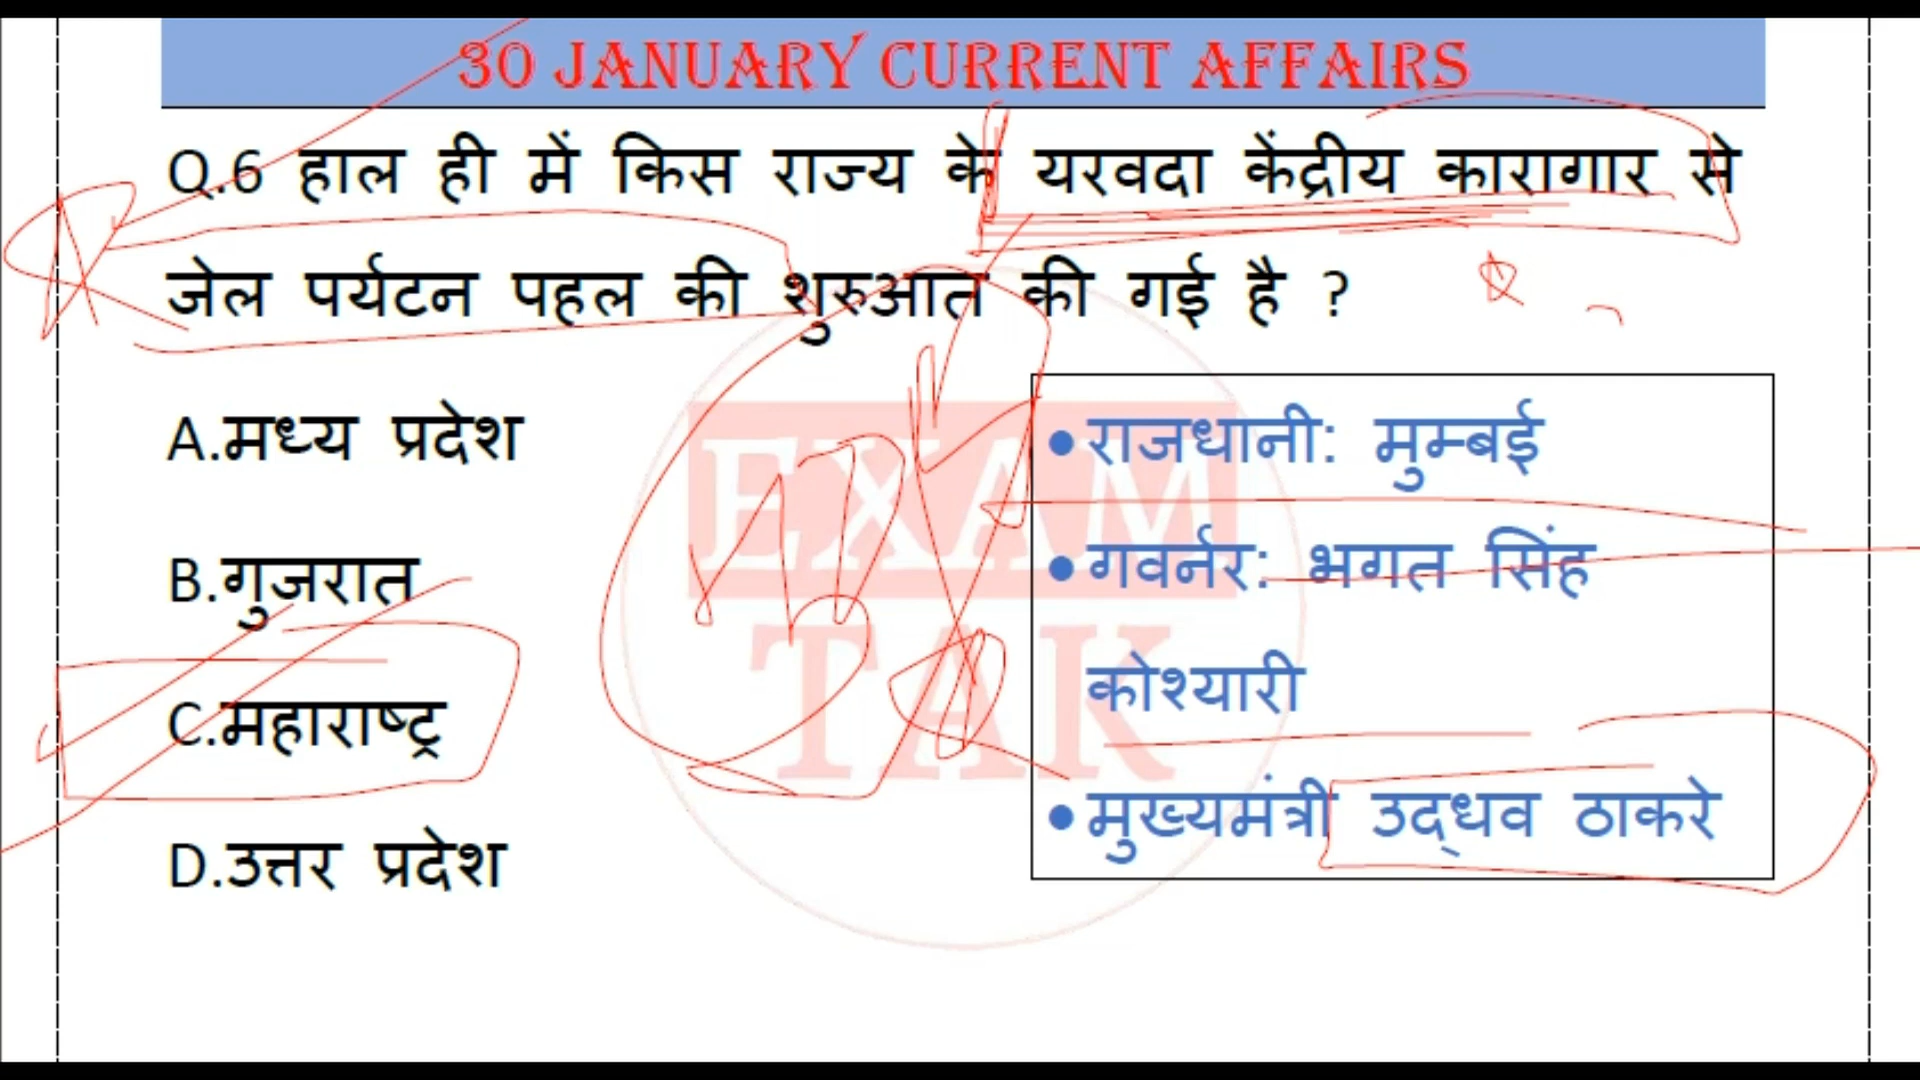 30 JANUARY CURRENT AFFAIRS
Q.6 हाल ही में किस राज्य के यरवदा केंद्रीय कारागार से
जेल पर्यटन पहल की शुरुआत की गई है ?
A.मध्य प्रदेश
B.गुजरात
C.महाराष्ट्र
D.उत्तर प्रदेश
•राजधानी: मुम्बई
•गवर्नर: भगत सिंह
कोश्यारी
•मुख्यमंत्री उद्धव ठाकरे
EXAM
TAK